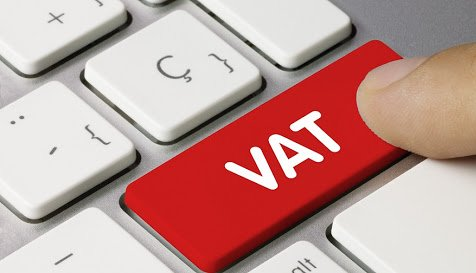 Ç }
¨ {
´
VAT